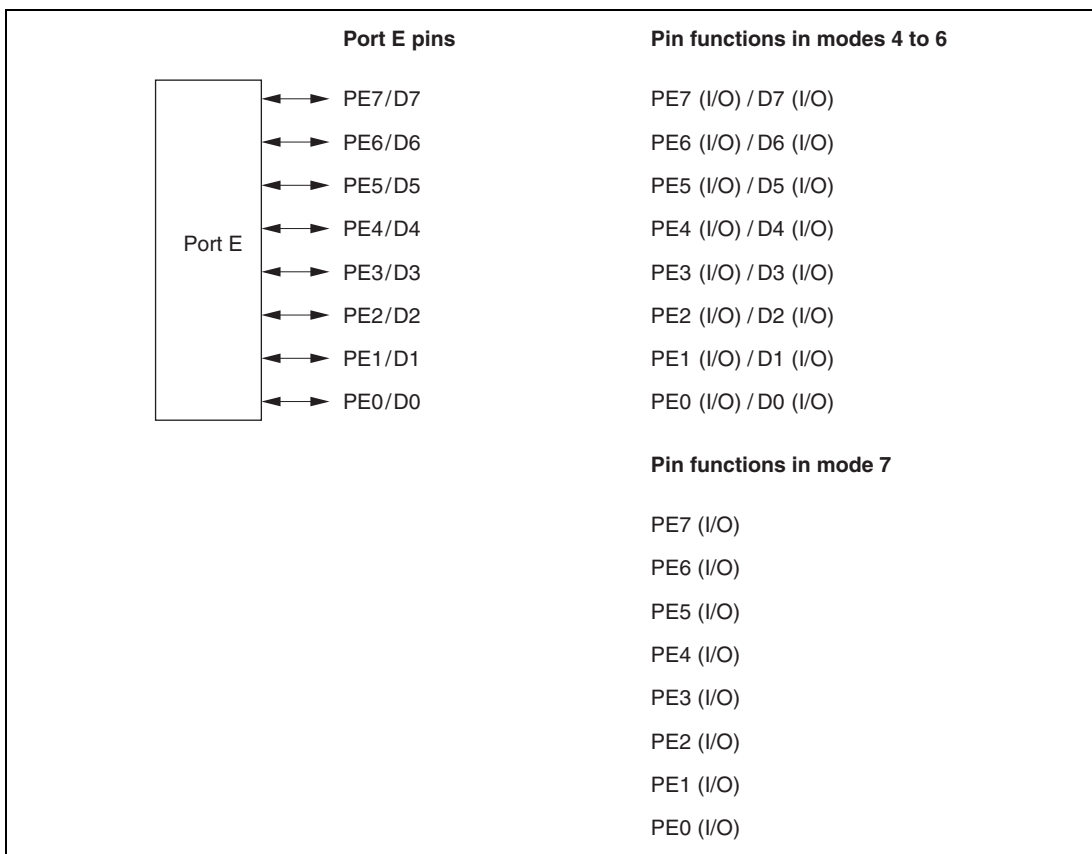 Port E pins Pin functions in modes 4 to 6
Port E
PE7/D7 PE7 (I/O) / D7 (I/O)
PE6/D6 PE6 (I/O) / D6 (I/O)
PE5/D5 PE5 (I/O) / D5 (I/O)
PE4/D4 PE4 (I/O) / D4 (I/O)
PE3/D3 PE3 (I/O) / D3 (I/O)
PE2/D2 PE2 (I/O) / D2 (I/O)
PE1/D1 PE1 (I/O) / D1 (I/O)
PE0/D0 PE0 (I/O) / D0 (I/O)
Pin functions in mode 7
PE7 (I/O)
PE6 (I/O)
PE5 (I/O)
PE4 (I/O)
PE3 (I/O)
PE2 (I/O)
PE1 (I/O)
PE0 (I/O)